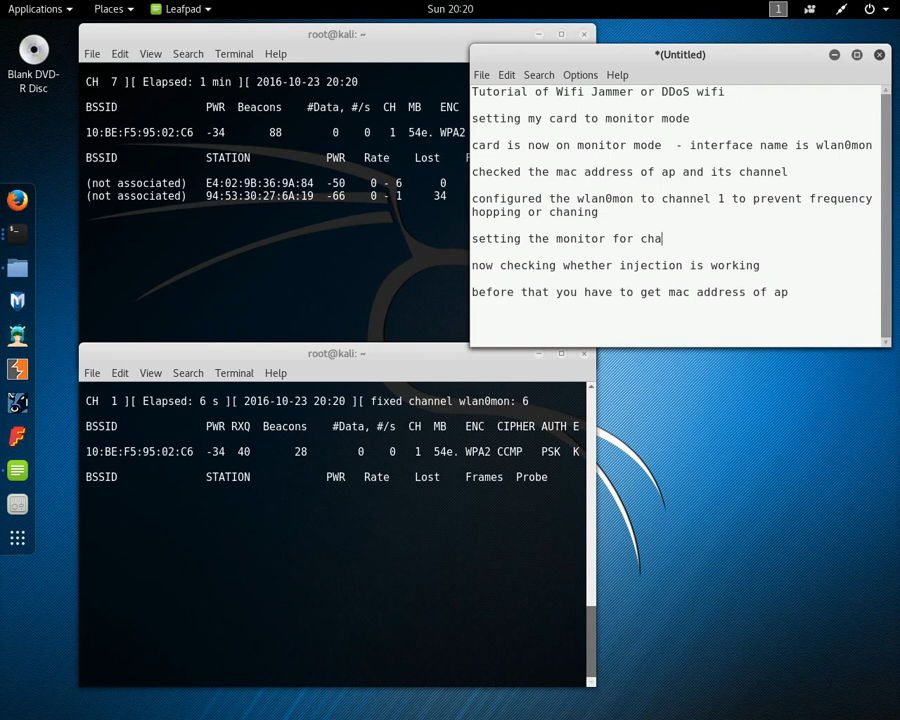 Applications Places Leafpad Sun 20:20 1
Blank DVD-
R Disc
root@kali: ~
File Edit View Search Terminal Help
CH 7 ][ Elapsed: 1 min ][ 2016-10-23 20:20
BSSID PWR Beacons #Data, #/s CH MB ENC
10:BE:F5:95:02:C6 -34 88 0 0 1 54e. WPA2
BSSID STATION PWR Rate Lost
(not associated) E4:02:9B:36:9A:84 -50 0 - 6 0
(not associated) 94:53:30:27:6A:19 -66 0 - 1 34
*(Untitled)
File Edit Search Options Help
Tutorial of Wifi Jammer or DDoS wifi
setting my card to monitor mode
card is now on monitor mode - interface name is wlan0mon
checked the mac address of ap and its channel
configured the wlan0mon to channel 1 to prevent frequency
hopping or chaning
setting the monitor for cha
now checking whether injection is working
before that you have to get mac address of ap
root@kali: ~
File Edit View Search Terminal Help
CH 1 ][ Elapsed: 6 s ][ 2016-10-23 20:20 ][ fixed channel wlan0mon: 6
BSSID PWR RXQ Beacons #Data, #/s CH MB ENC CIPHER AUTH E
10:BE:F5:95:02:C6 -34 40 28 0 0 1 54e. WPA2 CCMP PSK K
BSSID STATION PWR Rate Lost Frames Probe